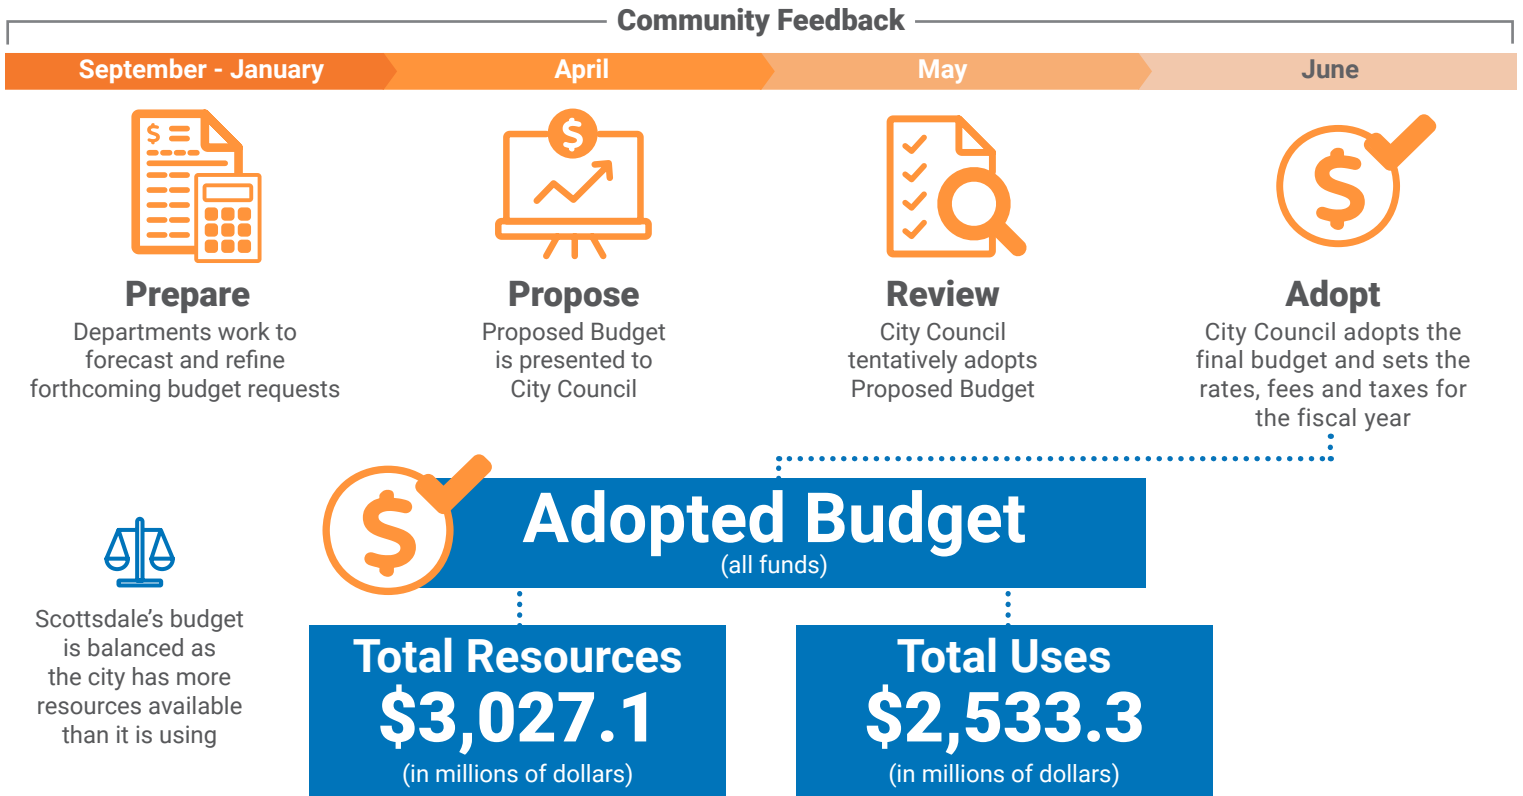 Community Feedback
September - January
April
May
June
$
$
$
Prepare
Departments work to
forecast and refine
forthcoming budget requests
Propose
Proposed Budget
is presented to
City Council
Review
City Council
tentatively adopts
Proposed Budget
Adopt
City Council adopts the
final budget and sets the
rates, fees and taxes for
the fiscal year
$
Adopted Budget
(all funds)
Scottsdale’s budget
is balanced as
the city has more
resources available
than it is using
Total Resources
$3,027.1
(in millions of dollars)
Total Uses
$2,533.3
(in millions of dollars)